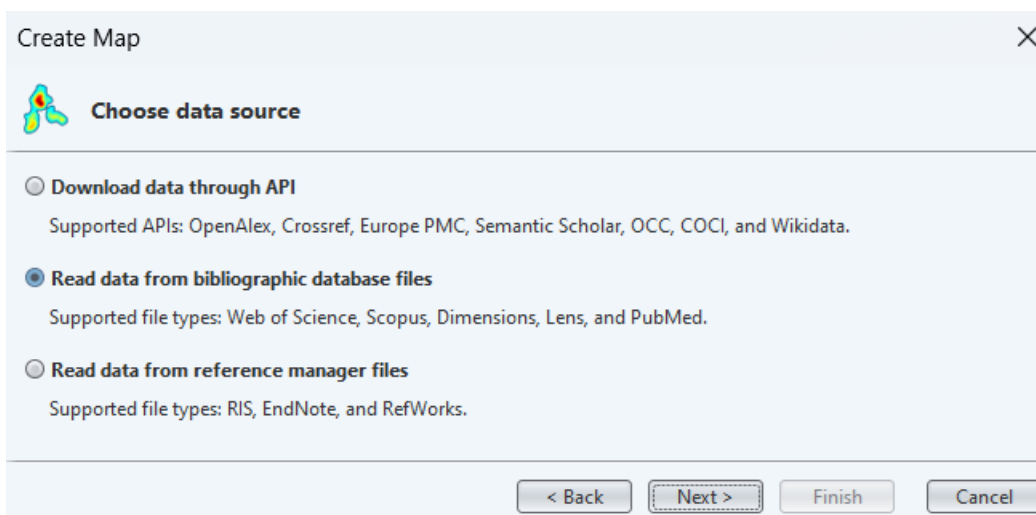 Create Map
Choose data source
Download data through API
Supported APIs: OpenAlex, Crossref, Europe PMC, Semantic Scholar, OCC, COCI, and Wikidata.
Read data from bibliographic database files
Supported file types: Web of Science, Scopus, Dimensions, Lens, and PubMed.
Read data from reference manager files
Supported file types: RIS, EndNote, and RefWorks.
< Back Next > Finish Cancel